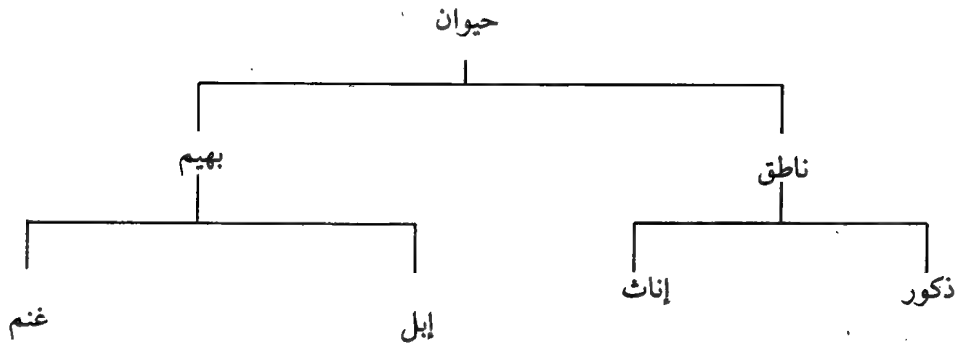 حيوان
ناطق
بهيم
ذكور
إناث
إبل
غنم